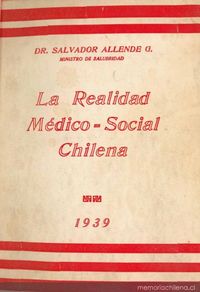 DR. SALVADOR ALLENDE G.
MINISTRO DE SALUBRIDAD
La Realidad
Médico-Social
Chilena
1939
memoriachilena.cl